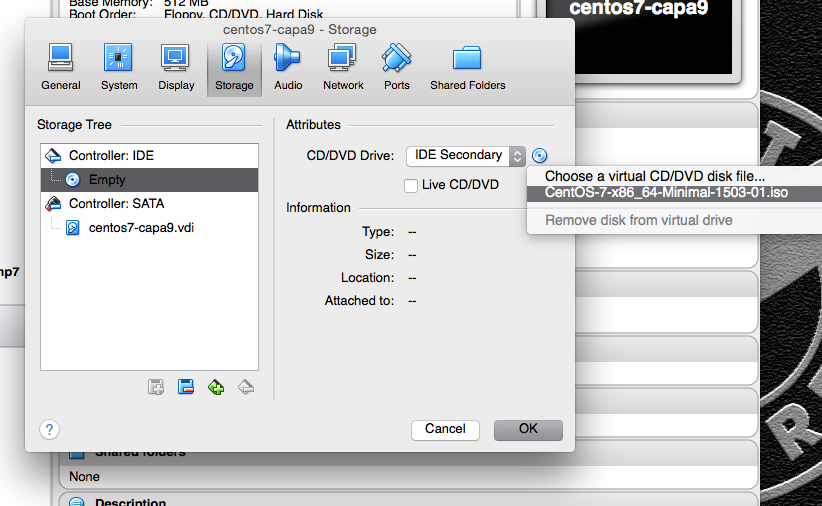 Base Memory: 512 MB
Boot Order: Floppy, CD/DVD, Hard Disk
centos7-capa9
centos7-capa9 - Storage
General System Display Storage Audio Network Ports Shared Folders
Storage Tree
Controller: IDE
Empty
Controller: SATA
centos7-capa9.vdi
Attributes
CD/DVD Drive: IDE Secondary
Live CD/DVD
Choose a virtual CD/DVD disk file...
CentOS-7-x86_64-Minimal-1503-01.iso
Remove disk from virtual drive
Information
Type: --
Size: --
Location: --
Attached to: --
np7
?
Cancel OK
Shared folders
None
Description